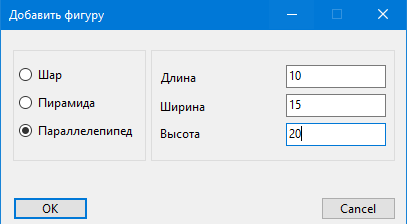 Добавить фигуру
Шар
Пирамида
Параллелепипед
Длина 10
Ширина 15
Высота 20
OK
Cancel